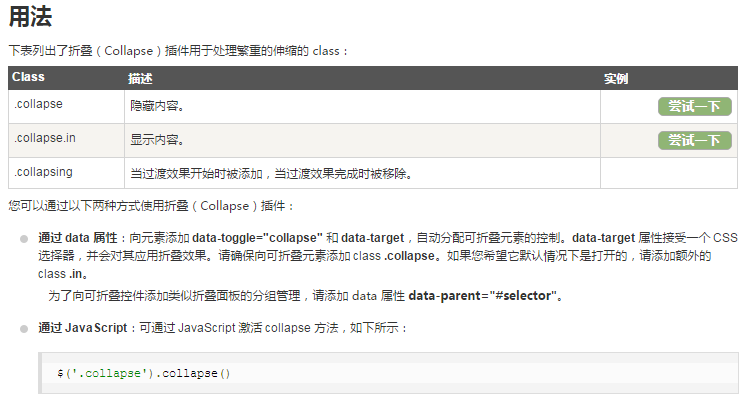 用法
下表列出了折叠（Collapse）插件用于处理繁重的伸缩的 class：
Class 描述 实例
.collapse 隐藏内容。 尝试一下
.collapse.in 显示内容。 尝试一下
.collapsing 当过渡效果开始时被添加，当过渡效果完成时被移除。
您可以通过以下两种方式使用折叠（Collapse）插件：
通过 data 属性：向元素添加 data-toggle="collapse" 和 data-target，自动分配可折叠元素的控制。data-target 属性接受一个 CSS
选择器，并会对其应用折叠效果。请确保向可折叠元素添加 class .collapse。如果您希望它默认情况下是打开的，请添加额外的
class .in。
为了向可折叠控件添加类似折叠面板的分组管理，请添加 data 属性 data-parent="#selector"。
通过 JavaScript：可通过 JavaScript 激活 collapse 方法，如下所示：
$('.collapse').collapse()